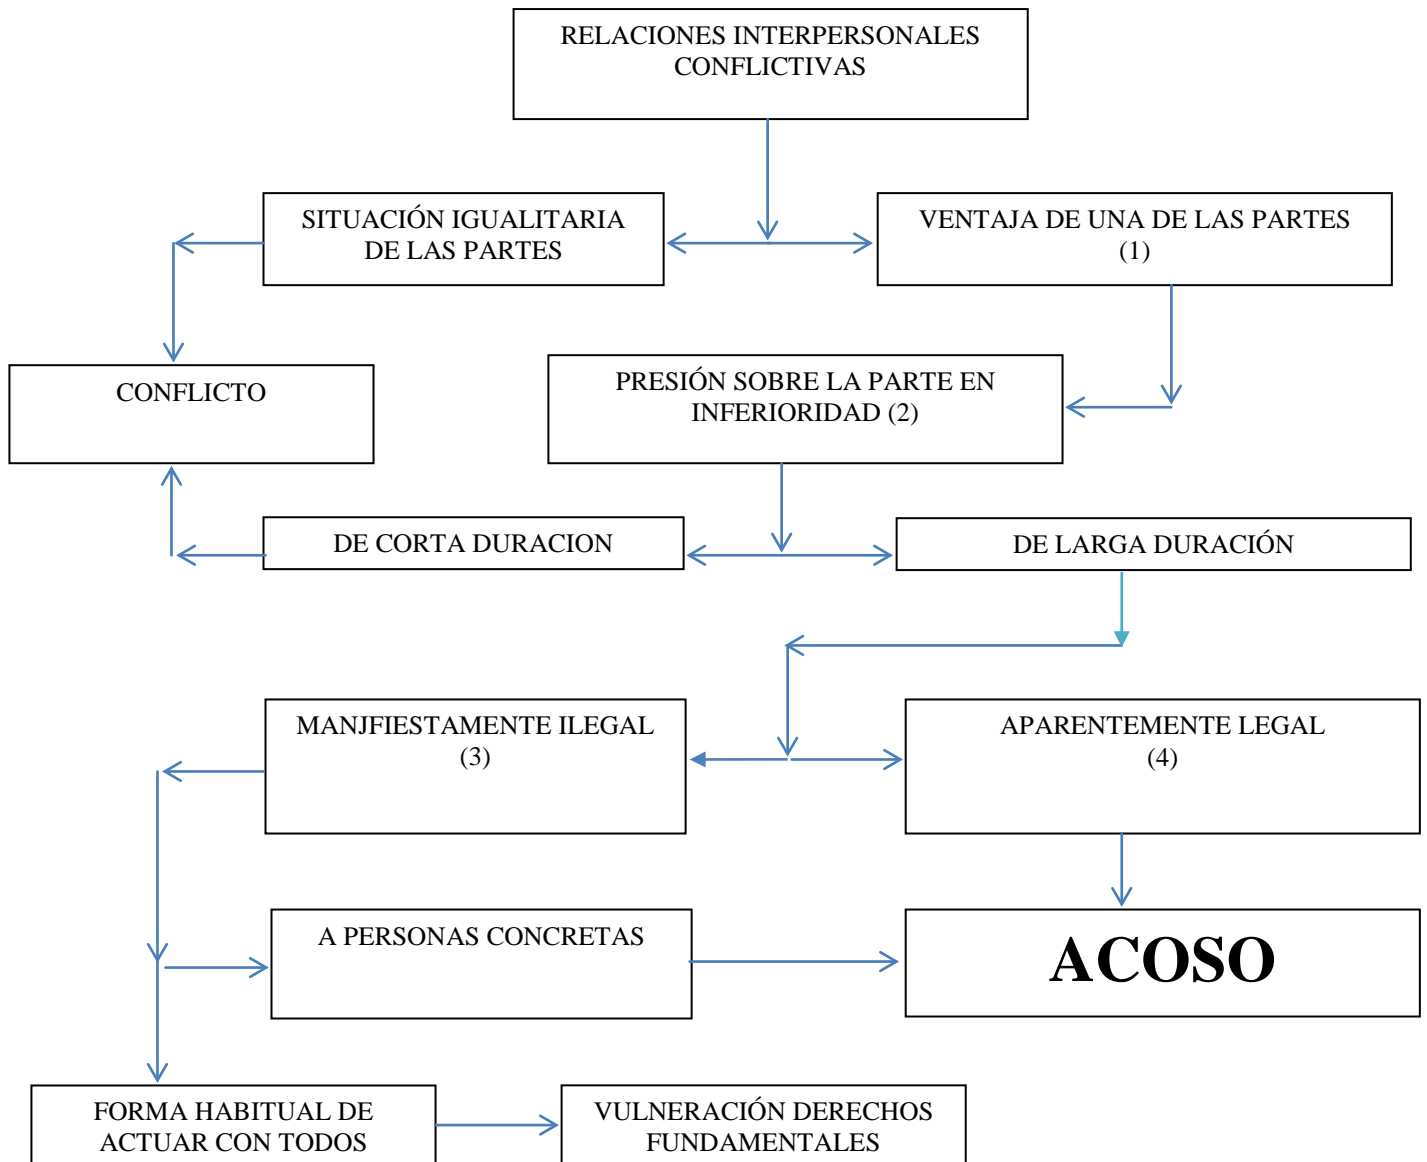 RELACIONES INTERPERSONALES
CONFLICTIVAS
SITUACIÓN IGUALITARIA
DE LAS PARTES
VENTAJA DE UNA DE LAS PARTES
(1)
CONFLICTO
PRESIÓN SOBRE LA PARTE EN
INFERIORIDAD (2)
DE CORTA DURACION
DE LARGA DURACIÓN
MANJFIESTAMENTE ILEGAL
(3)
APARENTEMENTE LEGAL
(4)
A PERSONAS CONCRETAS
ACOSO
FORMA HABITUAL DE
ACTUAR CON TODOS
VULNERACIÓN DERECHOS
FUNDAMENTALES